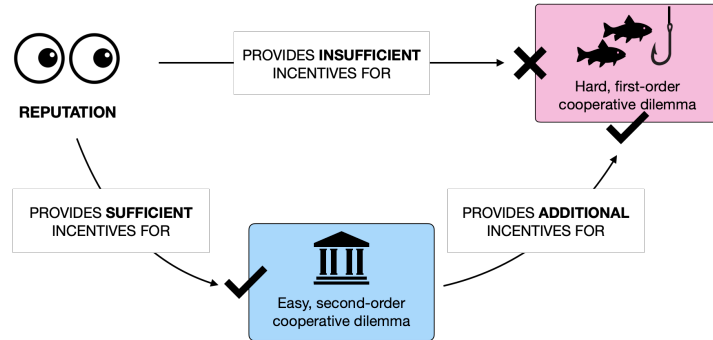 PROVIDES INSUFFICIENT
INCENTIVES FOR
REPUTATION
Hard, first-order
cooperative dilemma
PROVIDES SUFFICIENT
INCENTIVES FOR
PROVIDES ADDITIONAL
INCENTIVES FOR
Easy, second-order
cooperative dilemma